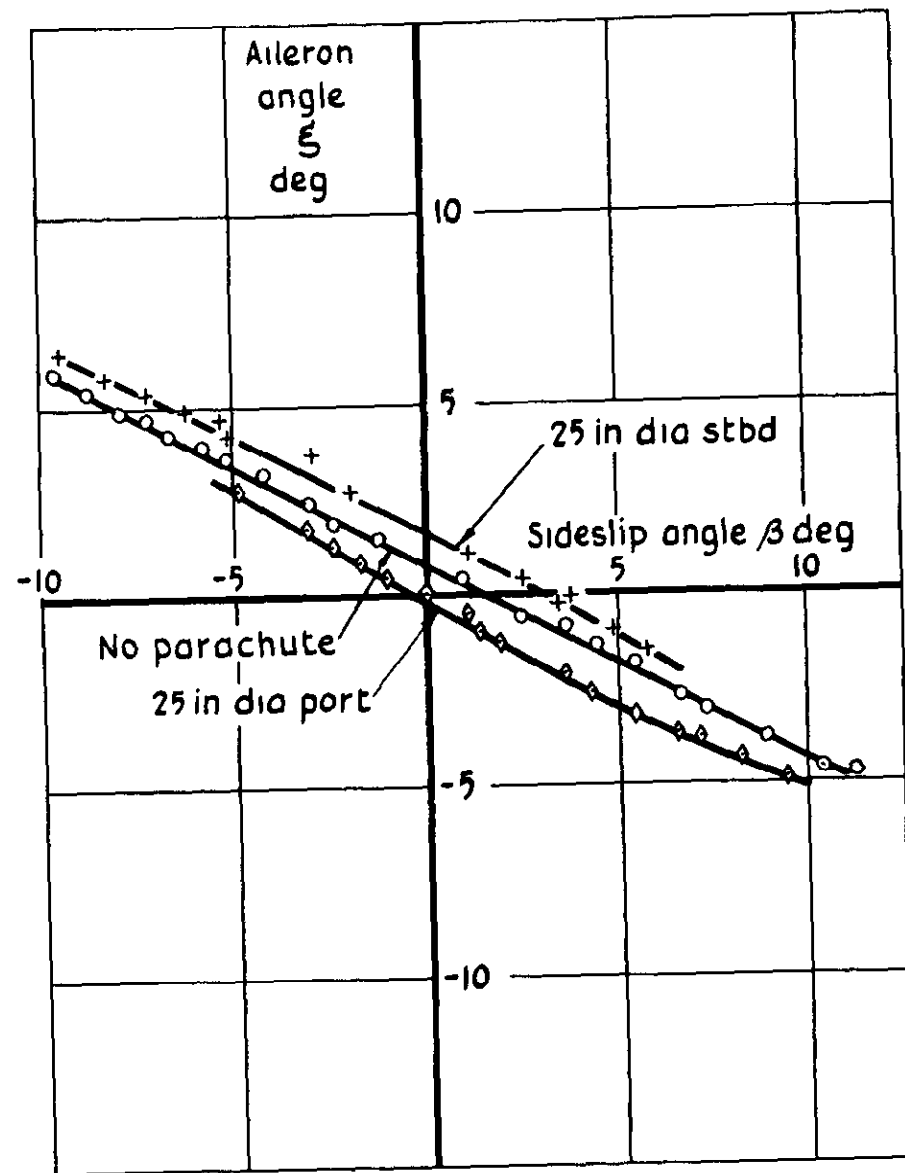 Aileron
angle
ξ
deg
10
5
25 in dia stbd
Sideslip angle β deg
-10
-5
5
10
No parachute
25 in dia port
-5
-10